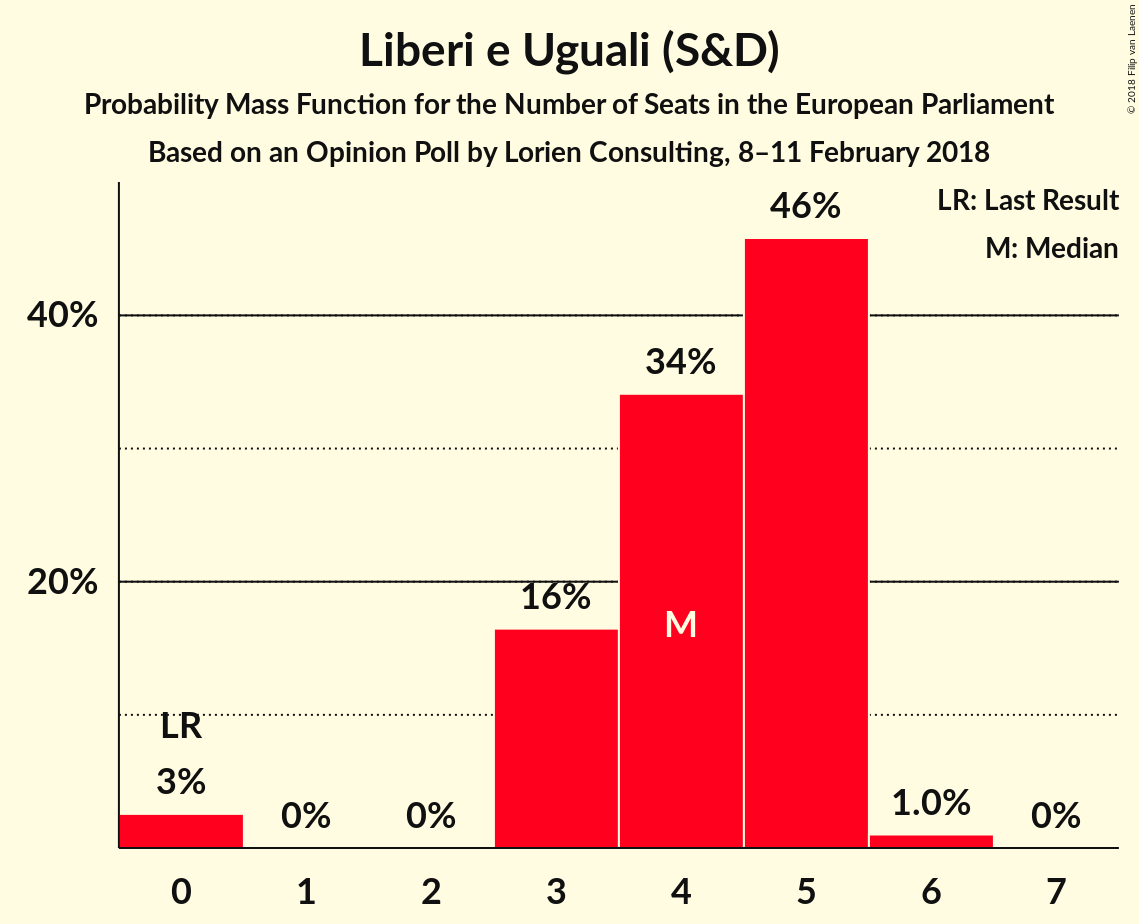 Liberi e Uguali (S&D)
Probability Mass Function for the Number of Seats in the European Parliament
Based on an Opinion Poll by Lorien Consulting, 8–11 February 2018
© 2018 Filip van Laenen
LR: Last Result
M: Median
46%
40%
34%
20%
16%
M
LR
3%
0%
0%
1.0%
0%
0 1 2 3 4 5 6 7